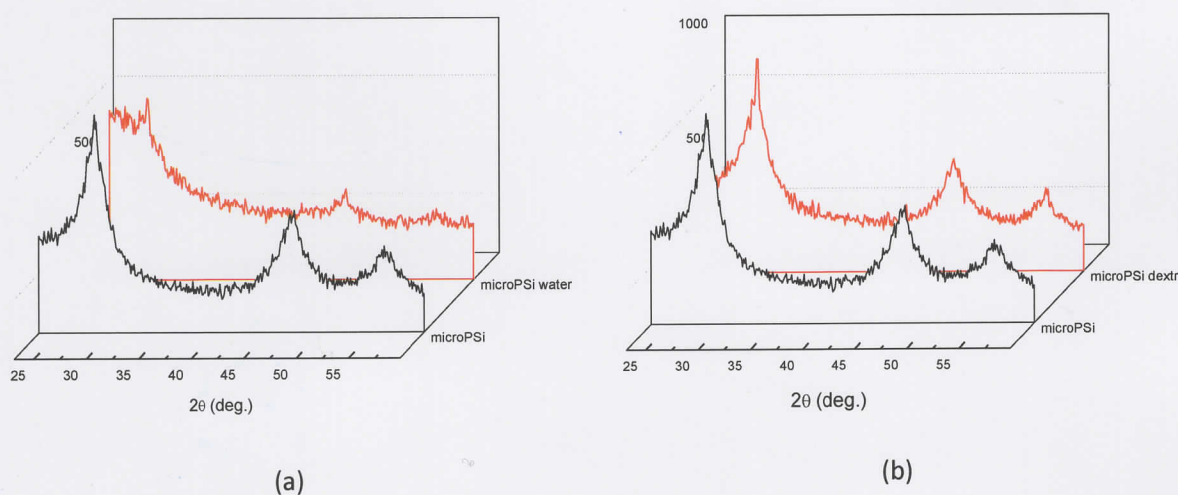 500
microPSi water
microPSi
25 30 35 40 45 50 55
2θ (deg.)
(a)
1000
500
microPSi dextr
microPSi
25 30 35 40 45 50 55
2θ (deg.)
(b)